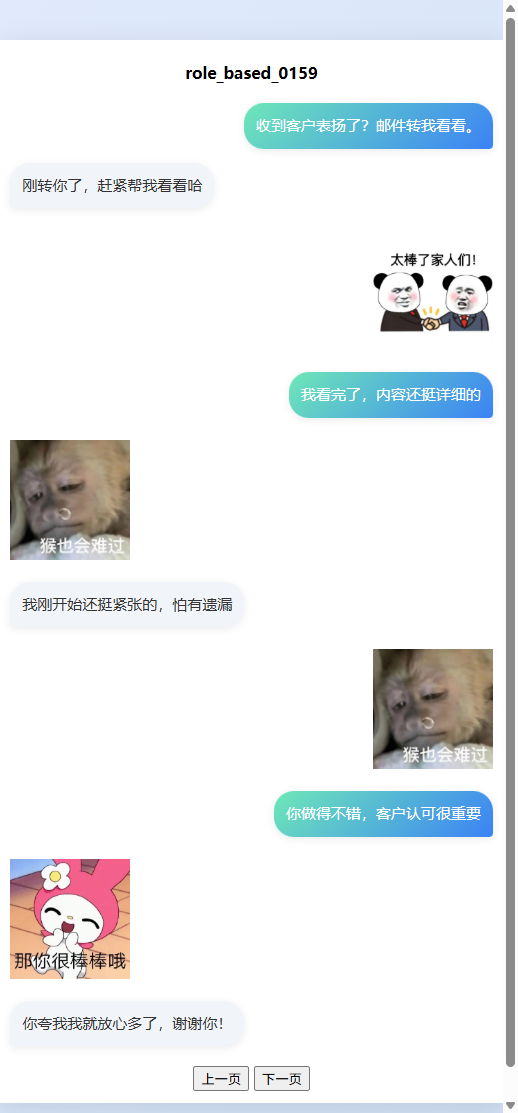 role_based_0159
收到客户表扬了？邮件转我看看。
刚转你了，赶紧帮我看看哈
太棒了家人们！
我看完了，内容还挺详细的
猴也会难过
我刚开始还挺紧张的，怕有遗漏
猴也会难过
你做得不错，客户认可很重要
那你很棒棒哦
你夸我我就放心多了，谢谢你！
上一页 下一页